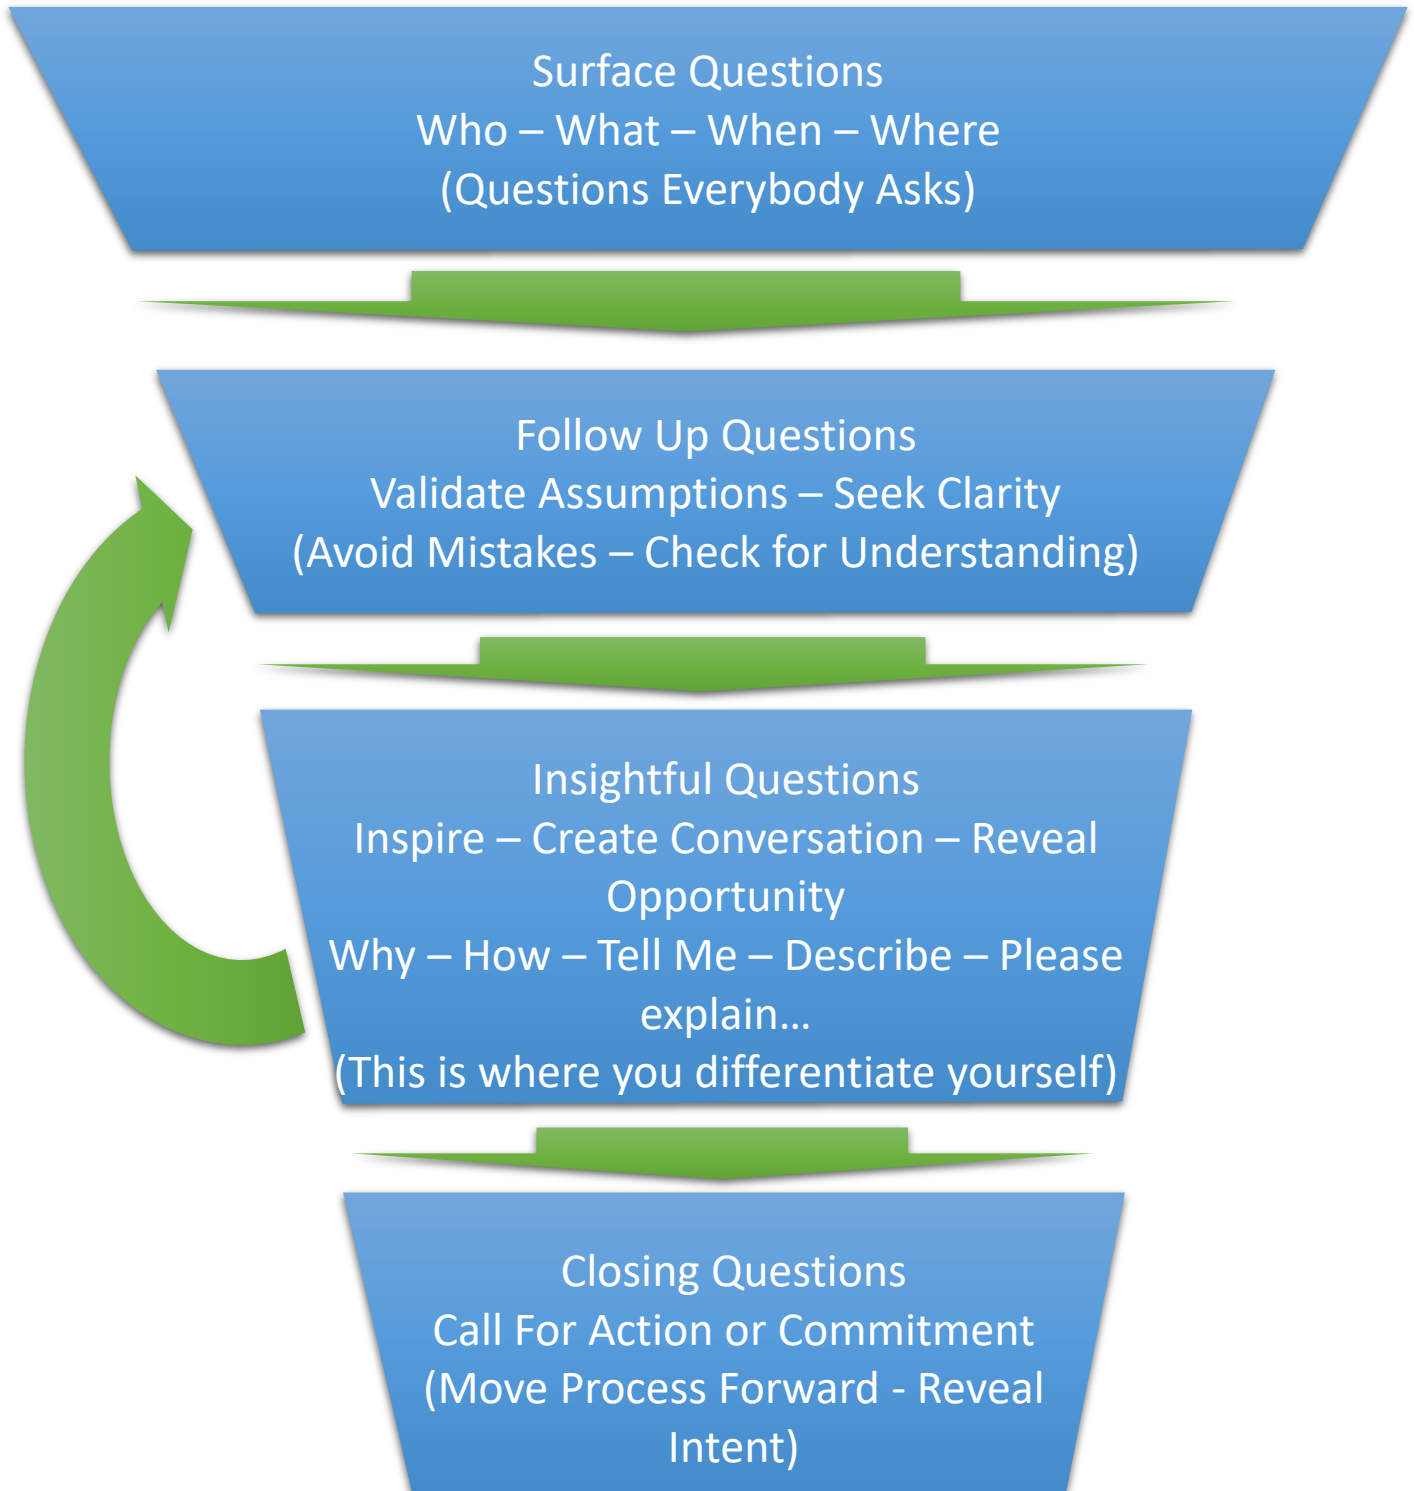 Surface Questions
Who – What – When – Where
(Questions Everybody Asks)
Follow Up Questions
Validate Assumptions – Seek Clarity
(Avoid Mistakes – Check for Understanding)
Insightful Questions
Inspire – Create Conversation – Reveal
Opportunity
Why – How – Tell Me – Describe – Please
explain…
(This is where you differentiate yourself)
Closing Questions
Call For Action or Commitment
(Move Process Forward - Reveal
Intent)